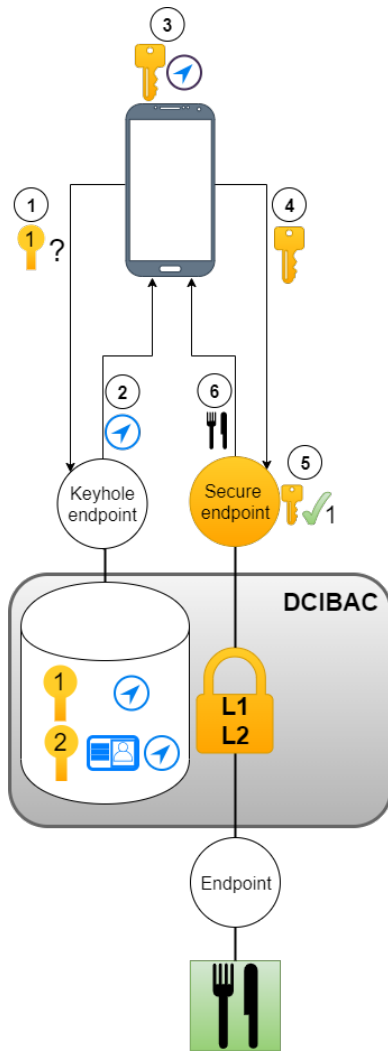 3
1
1 ?
4
2
6
5
Keyhole
endpoint
Secure
endpoint
1
DCIBAC
1
2
L1
L2
Endpoint